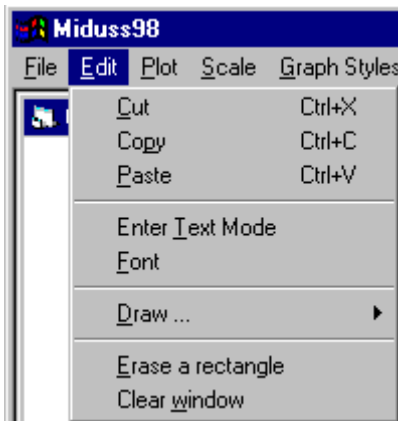 Miduss98
File Edit Plot Scale Graph Styles
Cut Ctrl+X
Copy Ctrl+C
Paste Ctrl+V
Enter Text Mode
Font
Draw ...
Erase a rectangle
Clear window